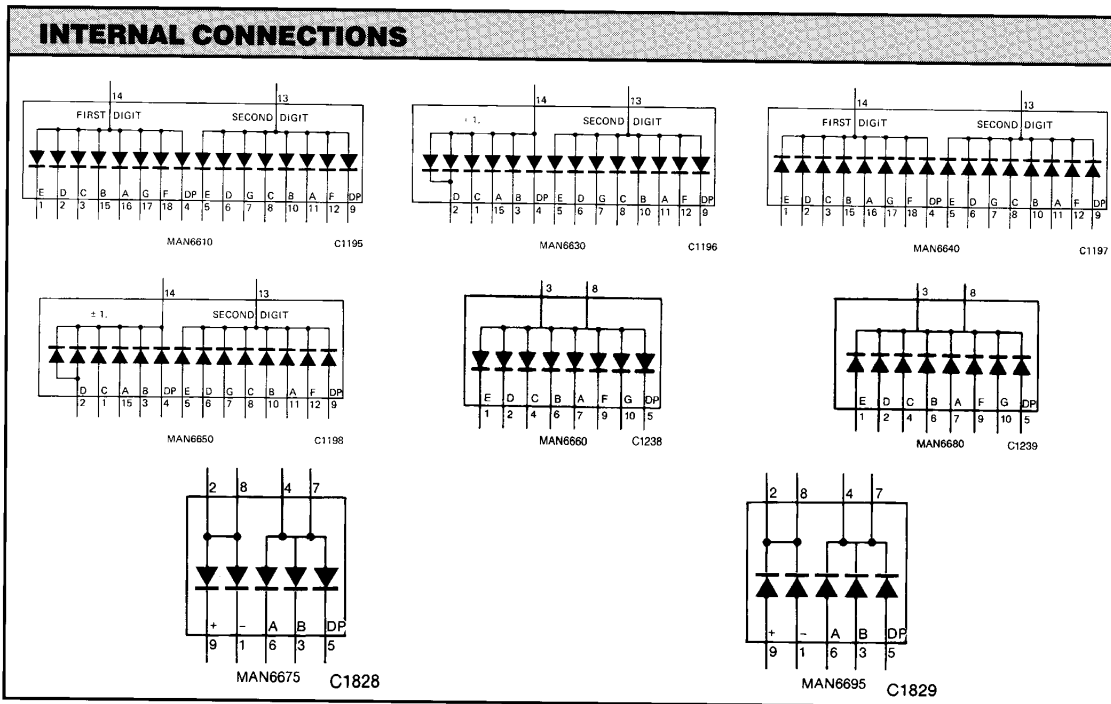 INTERNAL CONNECTIONS
14 13
FIRST DIGIT SECOND DIGIT
E D C B A G F DP E D G C B A F DP
1 2 3 15 16 17 18 4 5 6 7 8 10 11 12 9
MAN6610 C1195
14 13
1. SECOND DIGIT
D C A B DP E D G C B A F DP
2 1 15 3 4 5 6 7 8 10 11 12 9
MAN6630 C1196
14 13
FIRST DIGIT SECOND DIGIT
E D C B A G F DP E D G C B A F DP
1 2 3 15 16 17 18 4 5 6 7 8 10 11 12 9
MAN6640 C1197
14 13
± 1. SECOND DIGIT
D C A B DP E D G C B A F DP
2 1 15 3 4 5 6 7 8 10 11 12 9
MAN6650 C1198
3 8
E D C B A F G DP
1 2 4 6 7 9 10 5
MAN6660 C1238
3 8
E D C B A F G DP
1 2 4 6 7 9 10 5
MAN6680 C1239
2 8 4 7
+ − A B DP
9 1 6 3 5
MAN6675 C1828
2 8 4 7
+ − A B DP
9 1 6 3 5
MAN6695 C1829